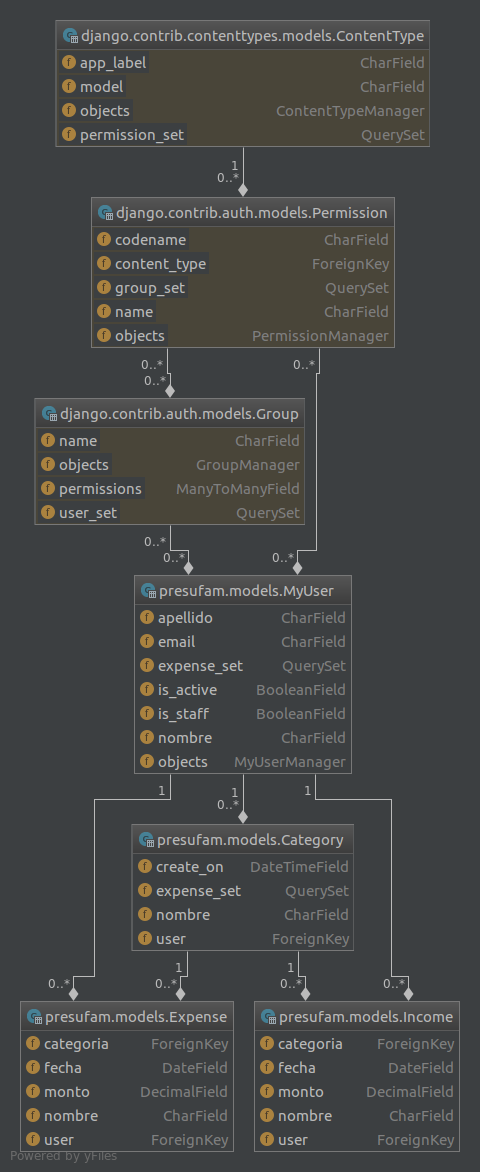 django.contrib.contenttypes.models.ContentType
f app_label CharField
f model CharField
f objects ContentTypeManager
f permission_set QuerySet
1
0..*
django.contrib.auth.models.Permission
f codename CharField
f content_type ForeignKey
f group_set QuerySet
f name CharField
f objects PermissionManager
0..* 0..*
0..*
django.contrib.auth.models.Group
f name CharField
f objects GroupManager
f permissions ManyToManyField
f user_set QuerySet
0..*
0..* 0..*
presufam.models.MyUser
f apellido CharField
f email CharField
f expense_set QuerySet
f is_active BooleanField
f is_staff BooleanField
f nombre CharField
f objects MyUserManager
1 1 1
0..*
presufam.models.Category
f create_on DateTimeField
f expense_set QuerySet
f nombre CharField
f user ForeignKey
1 1
0..* 0..* 0..* 0..*
presufam.models.Expense
f categoria ForeignKey
f fecha DateField
f monto DecimalField
f nombre CharField
f user ForeignKey
presufam.models.Income
f categoria ForeignKey
f fecha DateField
f monto DecimalField
f nombre CharField
f user ForeignKey
Powered by yFiles